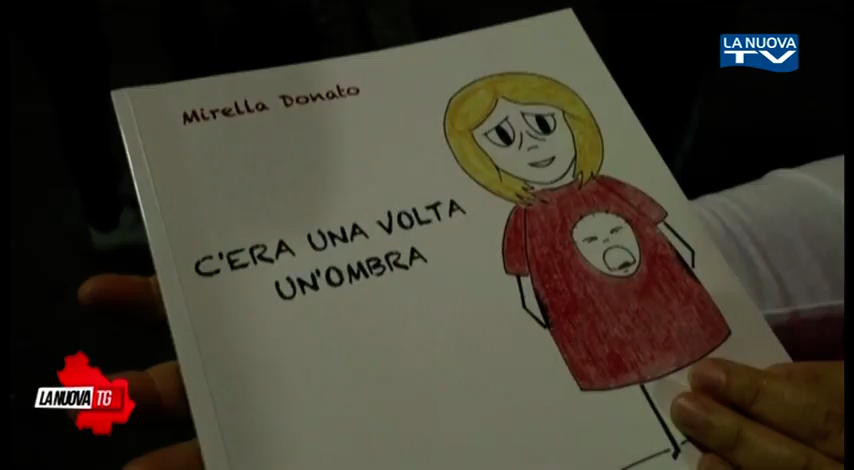 LA NUOVA
TV
Mirella Donato
C'ERA UNA VOLTA
UN'OMBRA
LA NUOVA TG